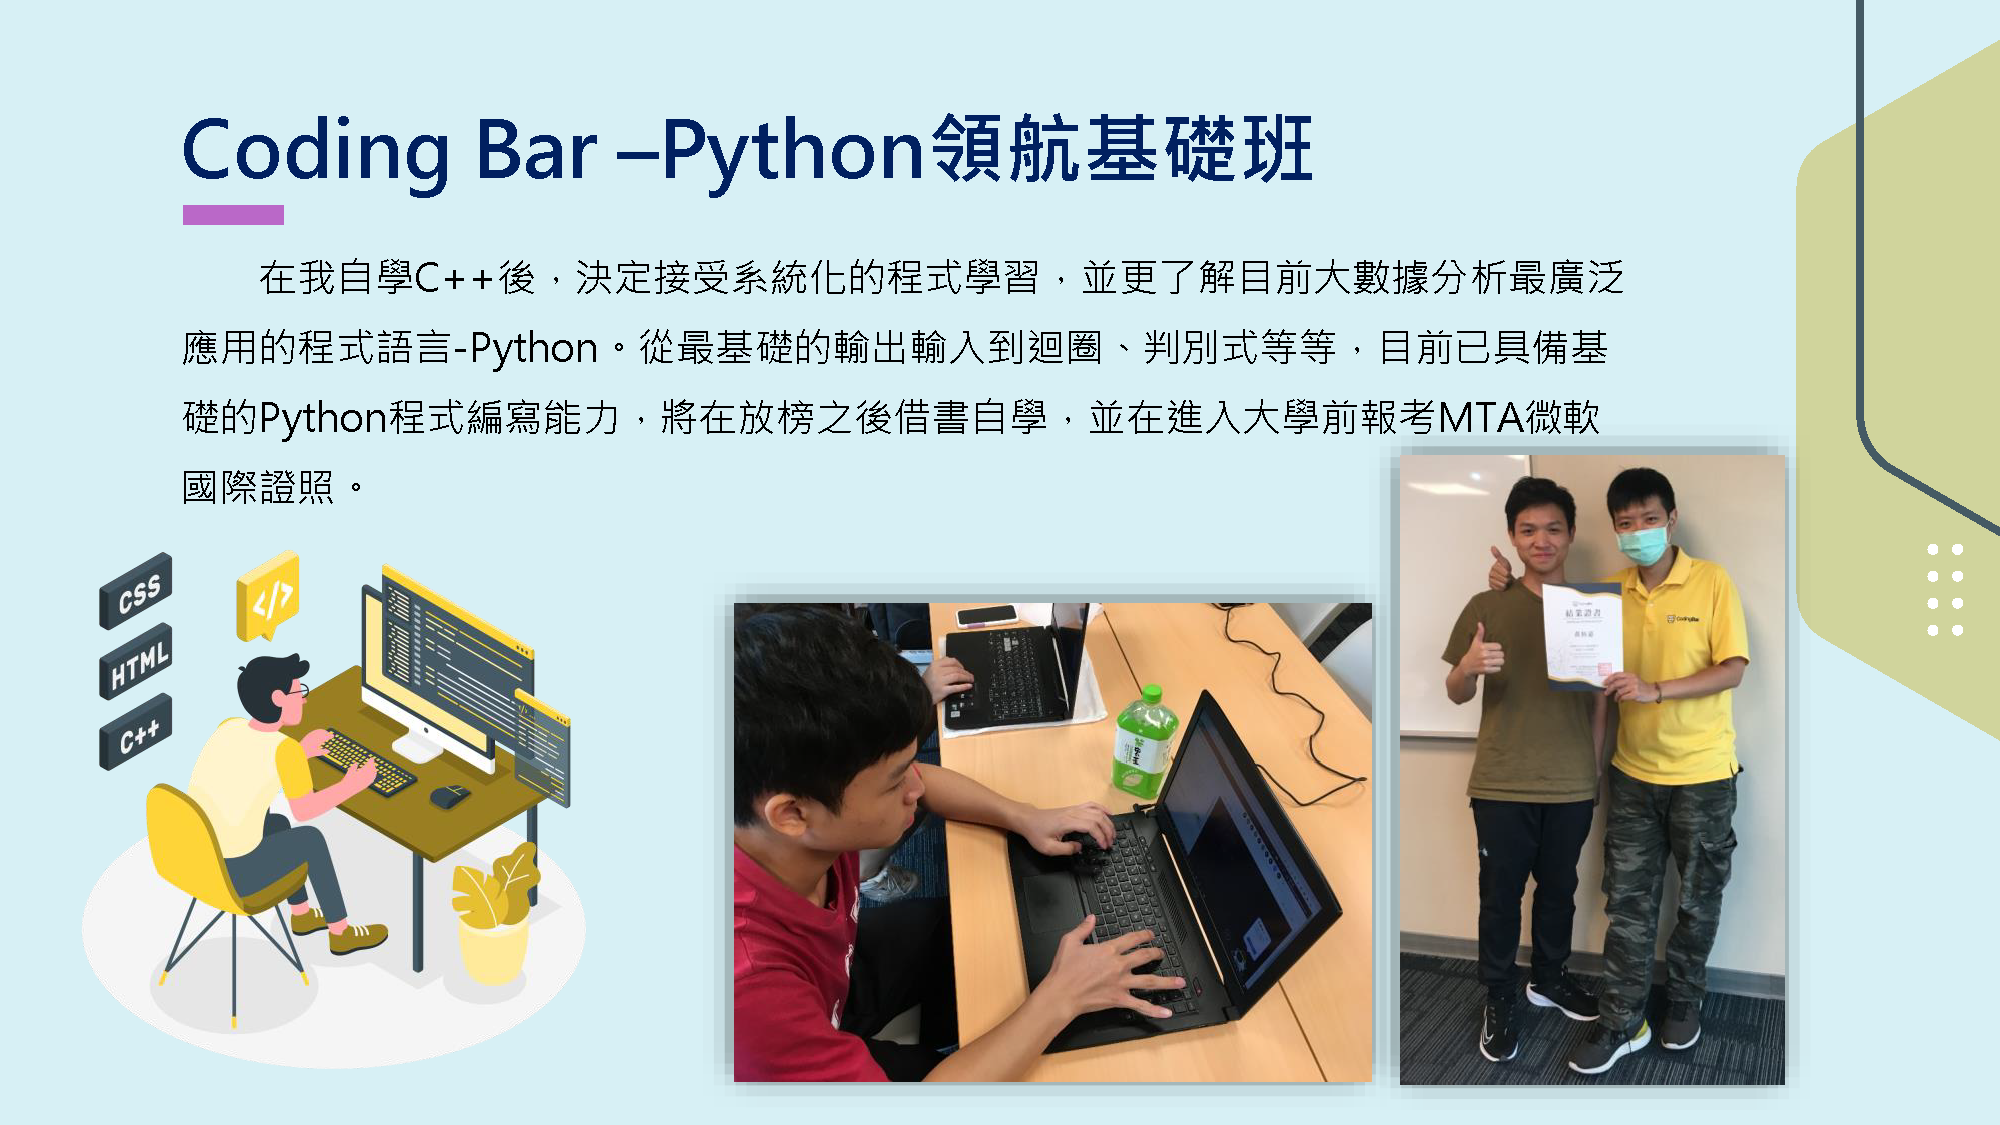 Coding Bar –Python領航基礎班
在我自學C++後，決定接受系統化的程式學習，並更了解目前大數據分析最廣泛
應用的程式語言-Python。從最基礎的輸出輸入到迴圈、判別式等等，目前已具備基
礎的Python程式編寫能力，將在放榜之後借書自學，並在進入大學前報考MTA微軟
國際證照。
CSS
</>
HTML
C++
結業證書
CodingBar